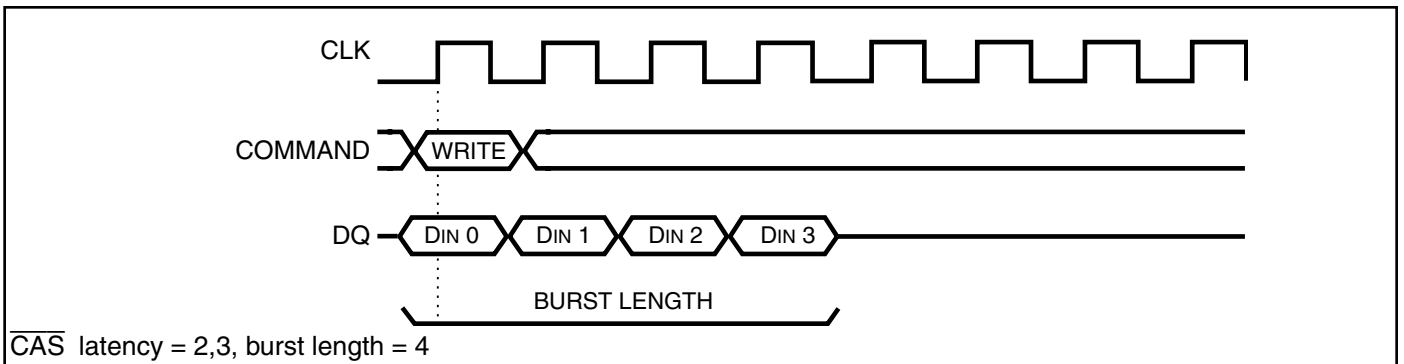 CLK
COMMAND WRITE
DQ DIN 0 DIN 1 DIN 2 DIN 3
BURST LENGTH
CAS latency = 2,3, burst length = 4